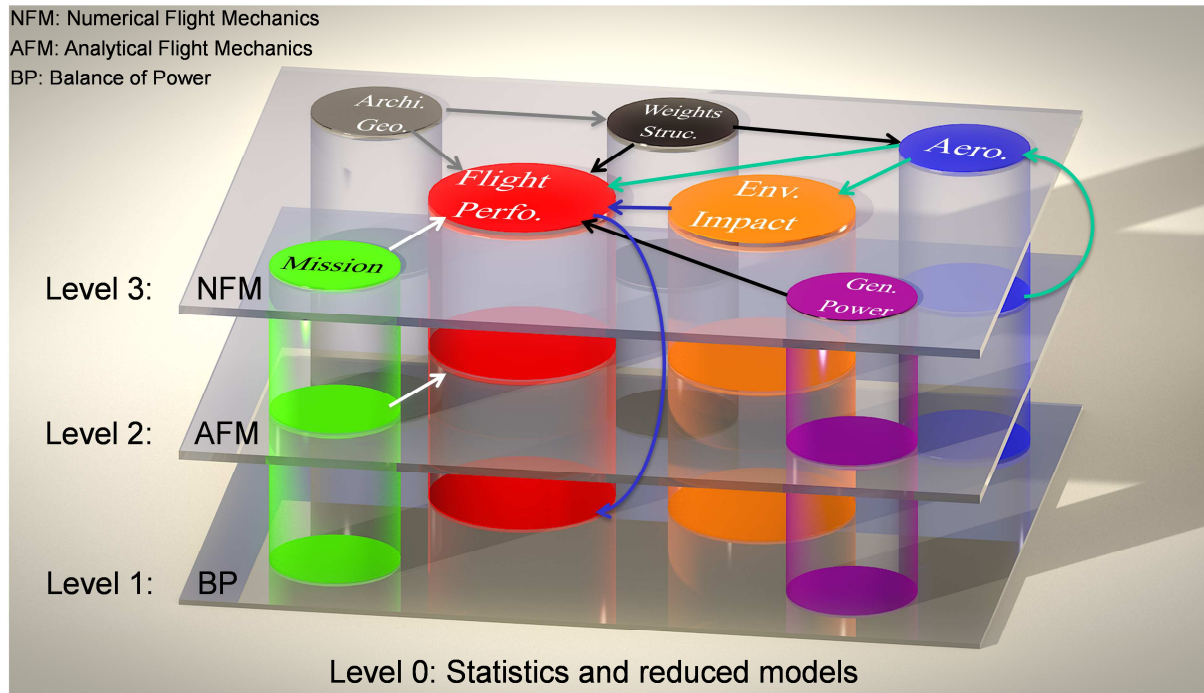 NFM: Numerical Flight Mechanics
AFM: Analytical Flight Mechanics
BP: Balance of Power
Archi.
Geo.
Weights
Struc.
Aero.
Flight
Perfo.
Env.
Impact
Mission
Gen.
Power
Level 3: NFM
Level 2: AFM
Level 1: BP
Level 0: Statistics and reduced models